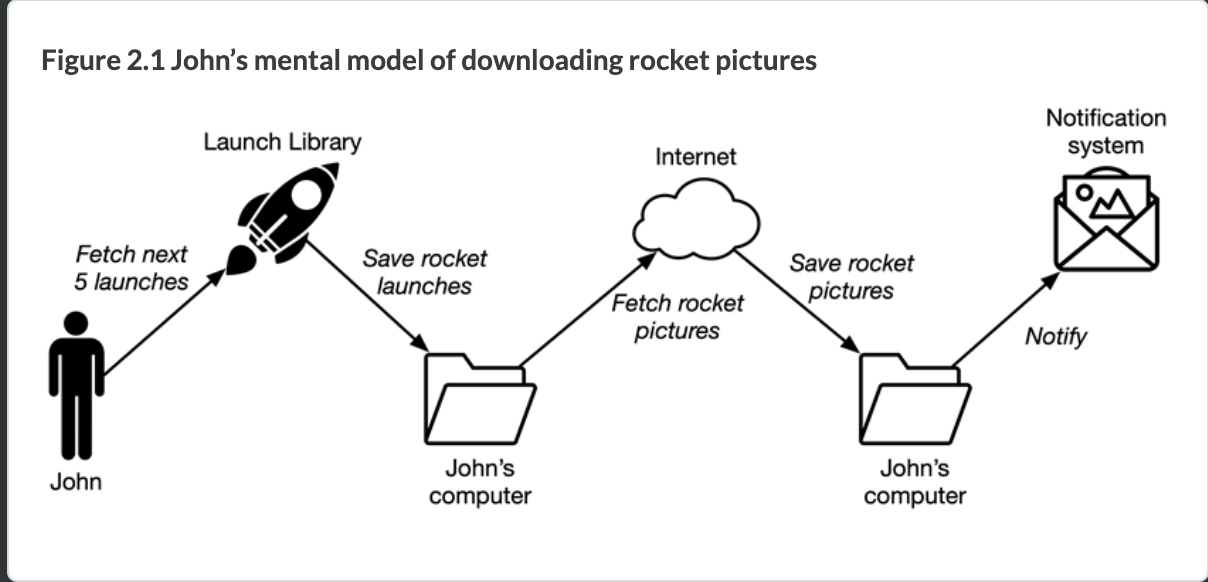 Figure 2.1 John’s mental model of downloading rocket pictures
Launch Library
Fetch next
5 launches
John
Save rocket
launches
John’s
computer
Internet
Fetch rocket
pictures
Save rocket
pictures
John’s
computer
Notification
system
Notify